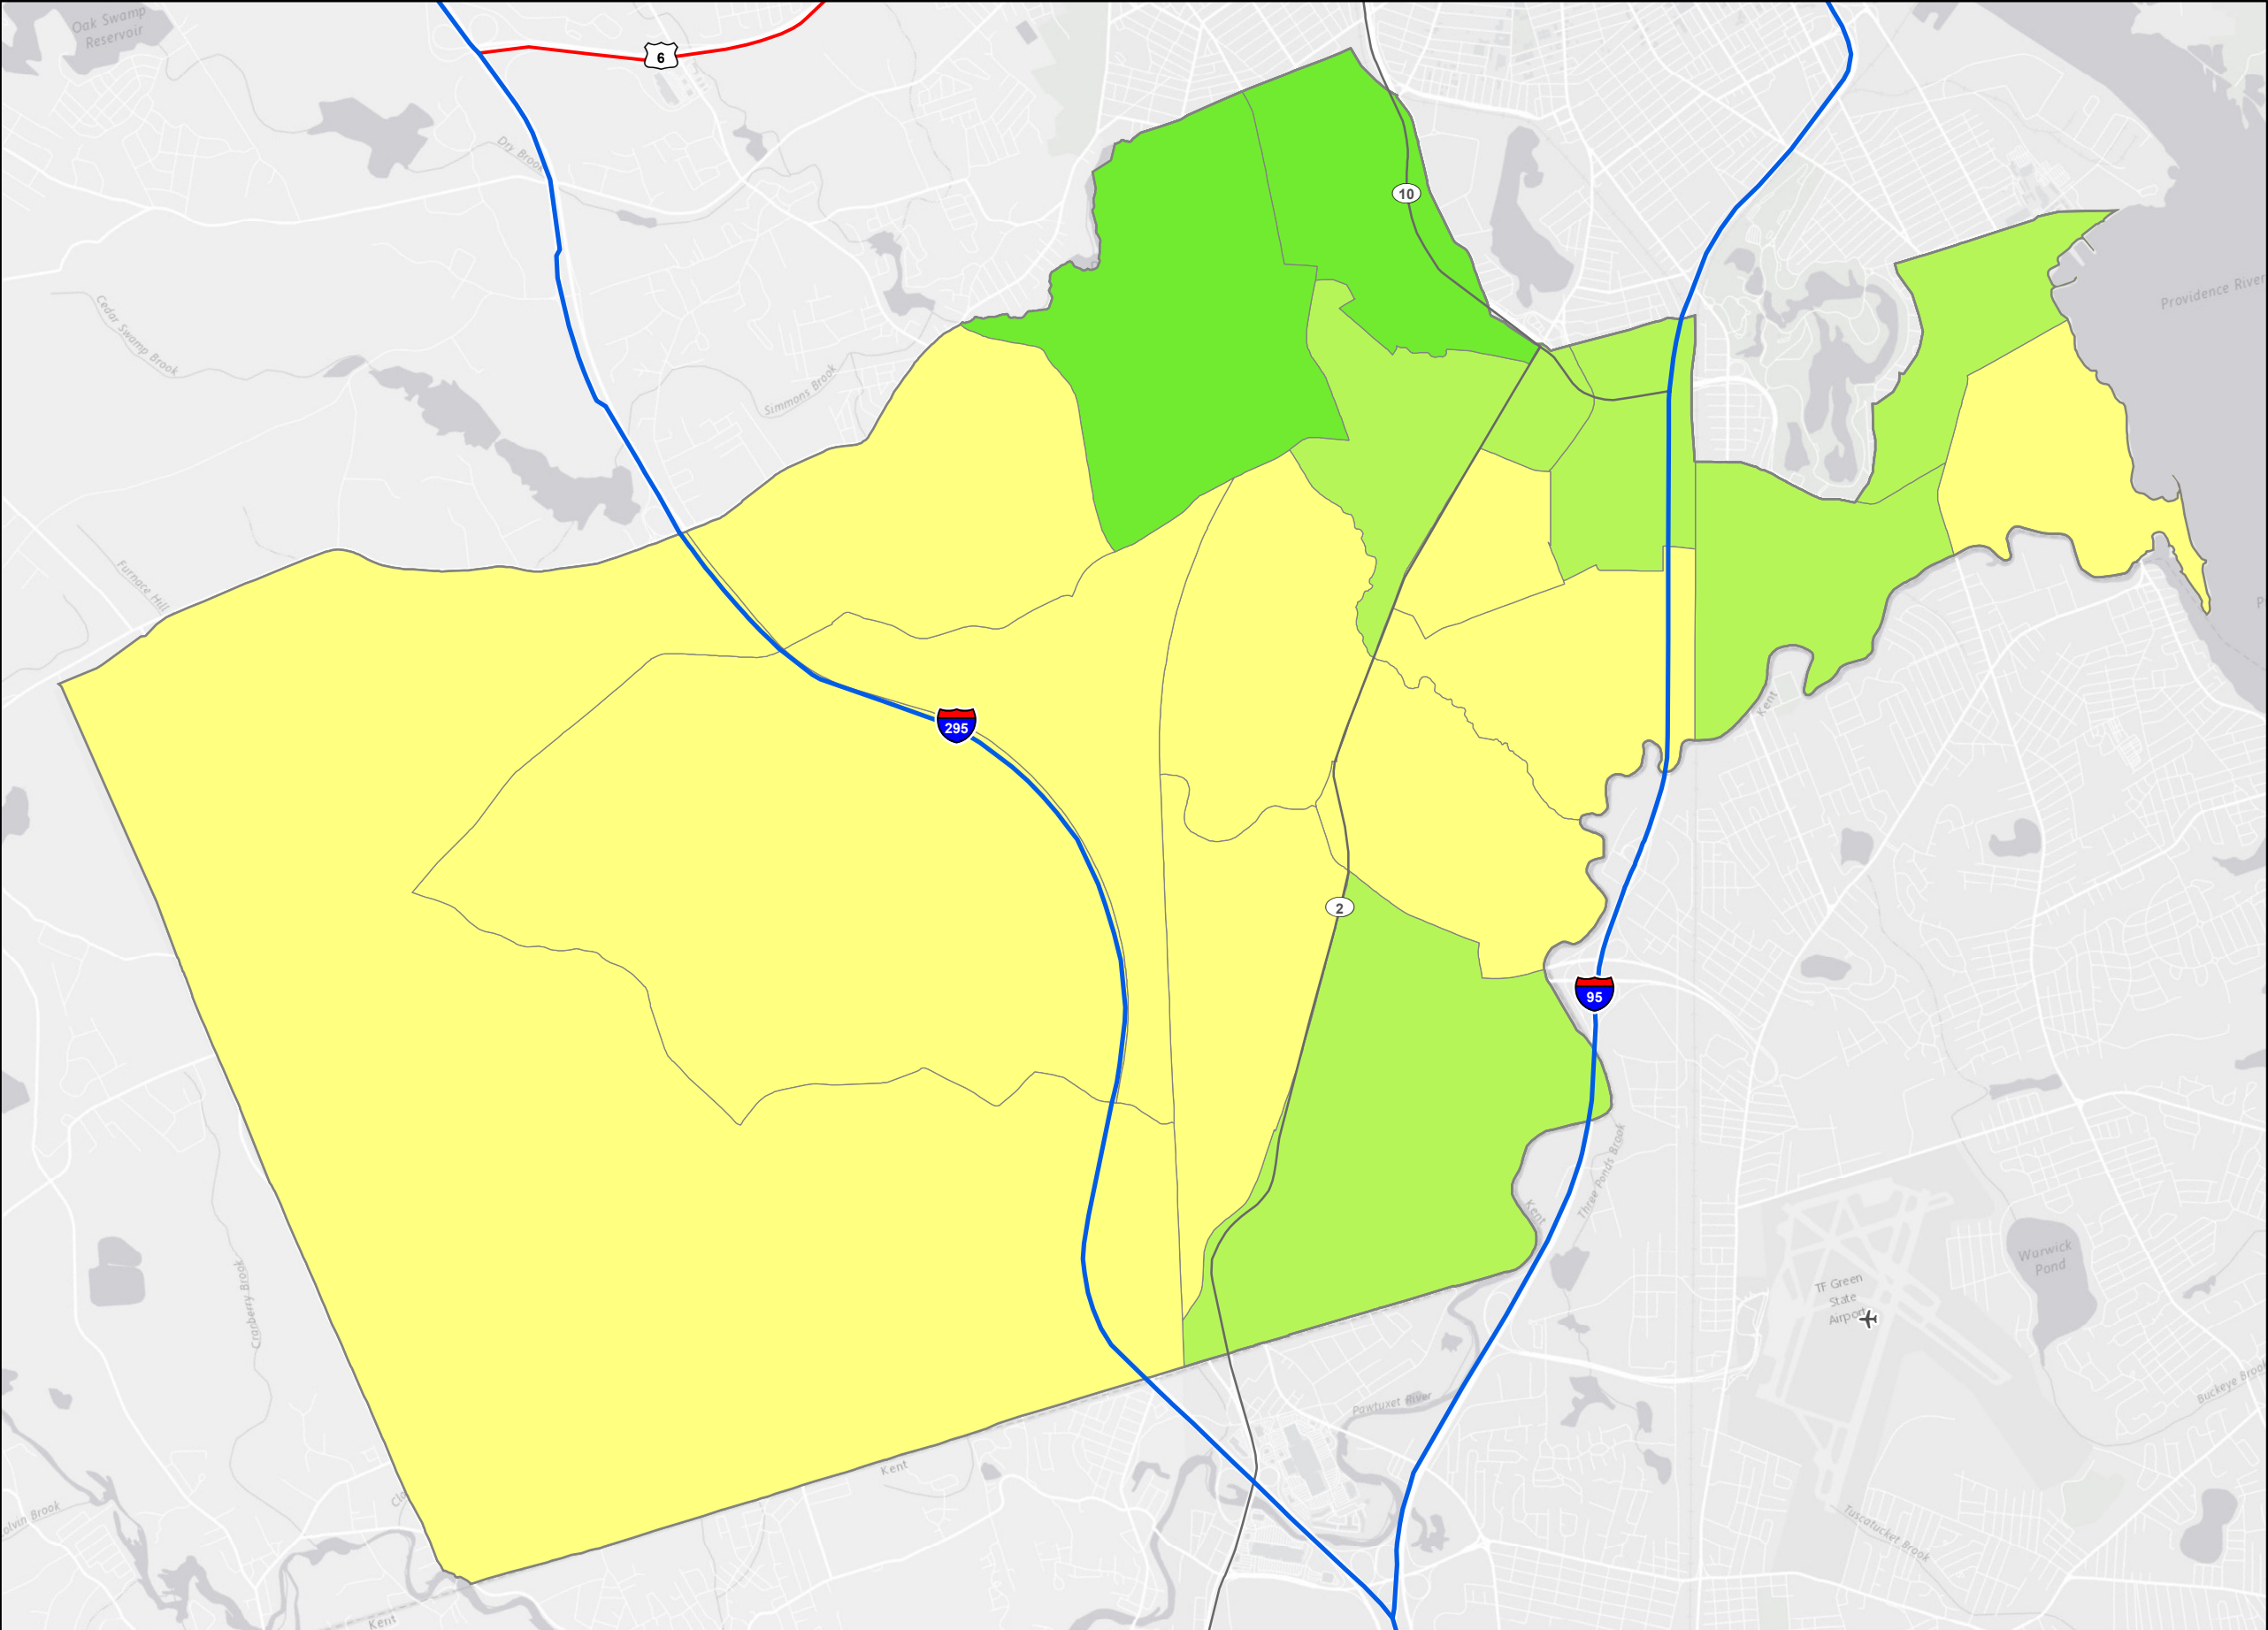 Oak Swamp
Reservoir
6
Dry Brook
10
Providence River
Cedar Swamp Brook
Simmons Brook
Furnace Hill
Kent
295
2
95
Three Ponds Brook
Kent
Warwick
Pond
TF Green
State
Airport
Cranberry Brook
Pawtuxet River
Buckeye Brook
Kent
Tuscatucket Brook
Kent